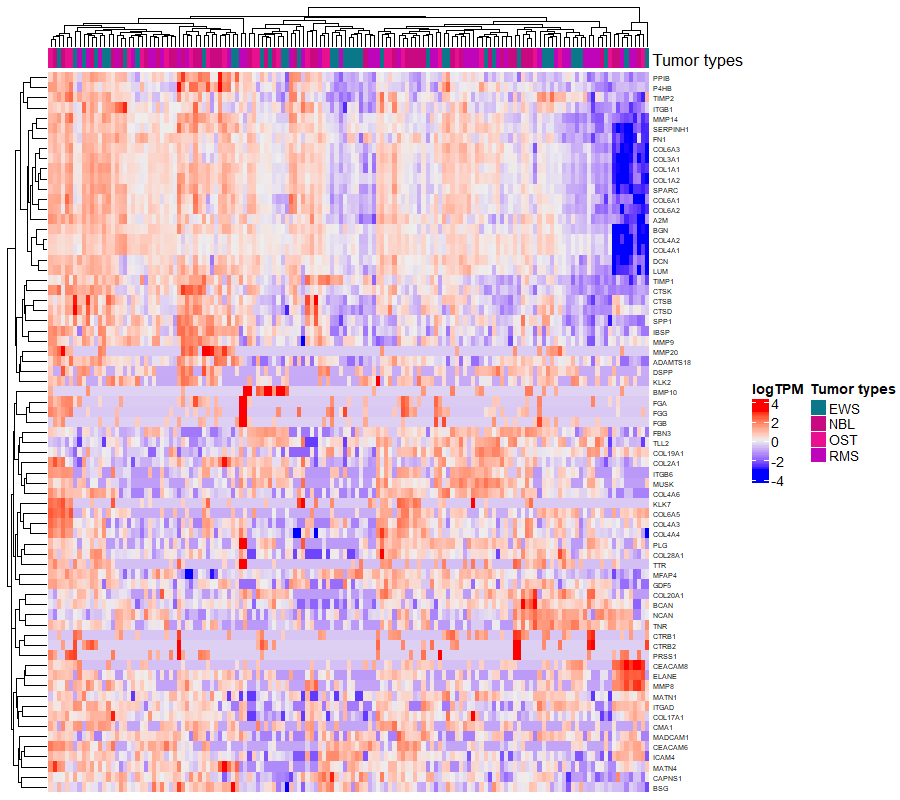 Tumor types
PPIB
P4HB
TIMP2
ITGB1
MMP14
SERPINH1
FN1
COL6A3
COL3A1
COL1A1
COL1A2
SPARC
COL6A1
COL6A2
A2M
BGN
COL4A2
COL4A1
DCN
LUM
TIMP1
CTSK
CTSB
CTSD
SPP1
IBSP
MMP9
MMP20
ADAMTS18
DSPP
KLK2
BMP10
FGA
FGG
FGB
FBN3
TLL2
COL19A1
COL2A1
ITGB6
MUSK
COL4A6
KLK7
COL6A5
COL4A3
COL4A4
PLG
COL28A1
TTR
MFAP4
GDF5
COL20A1
BCAN
NCAN
TNR
CTRB1
CTRB2
PRSS1
CEACAM8
ELANE
MMP8
MATN1
ITGAD
COL17A1
CMA1
MADCAM1
CEACAM6
ICAM4
MATN4
CAPNS1
BSG
logTPM
4
2
0
-2
-4
Tumor types
EWS
NBL
OST
RMS